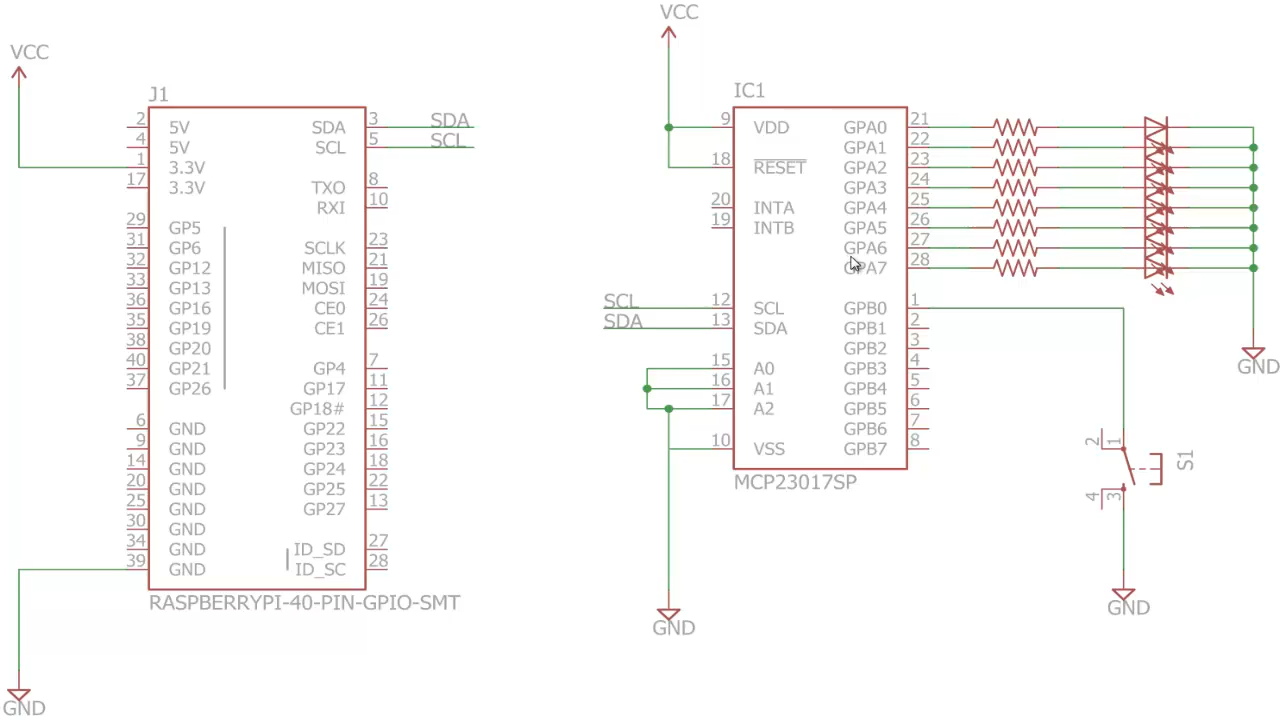 VCC
J1
2 5V SDA 3 SDA
4 5V SCL 5 SCL
1 3.3V
17 3.3V TXO 8
RXI 10
29 GP5
31 GP6 SCLK 23
32 GP12 MISO 21
33 GP13 MOSI 19
36 GP16 CE0 24
35 GP19 CE1 26
38 GP20
40 GP21 GP4 7
37 GP26 GP17 11
GP18# 12
6 GND GP22 15
9 GND GP23 16
14 GND GP24 18
20 GND GP25 22
25 GND GP27 13
30 GND
34 GND ID_SD 27
39 GND ID_SC 28
RASPBERRYPI-40-PIN-GPIO-SMT
GND
VCC
IC1
9 VDD GPA0 21
GPA1 22
18 RESET GPA2 23
GPA3 24
20 INTA GPA4 25
19 INTB GPA5 26
GPA6 27
GPA7 28
SCL 12 SCL GPB0 1
SDA 13 SDA GPB1 2
GPB2 3
15 A0 GPB3 4
16 A1 GPB4 5
17 A2 GPB5 6
GPB6 7
10 VSS GPB7 8
MCP23017SP
GND
GND
2 1
S1
4 3
GND